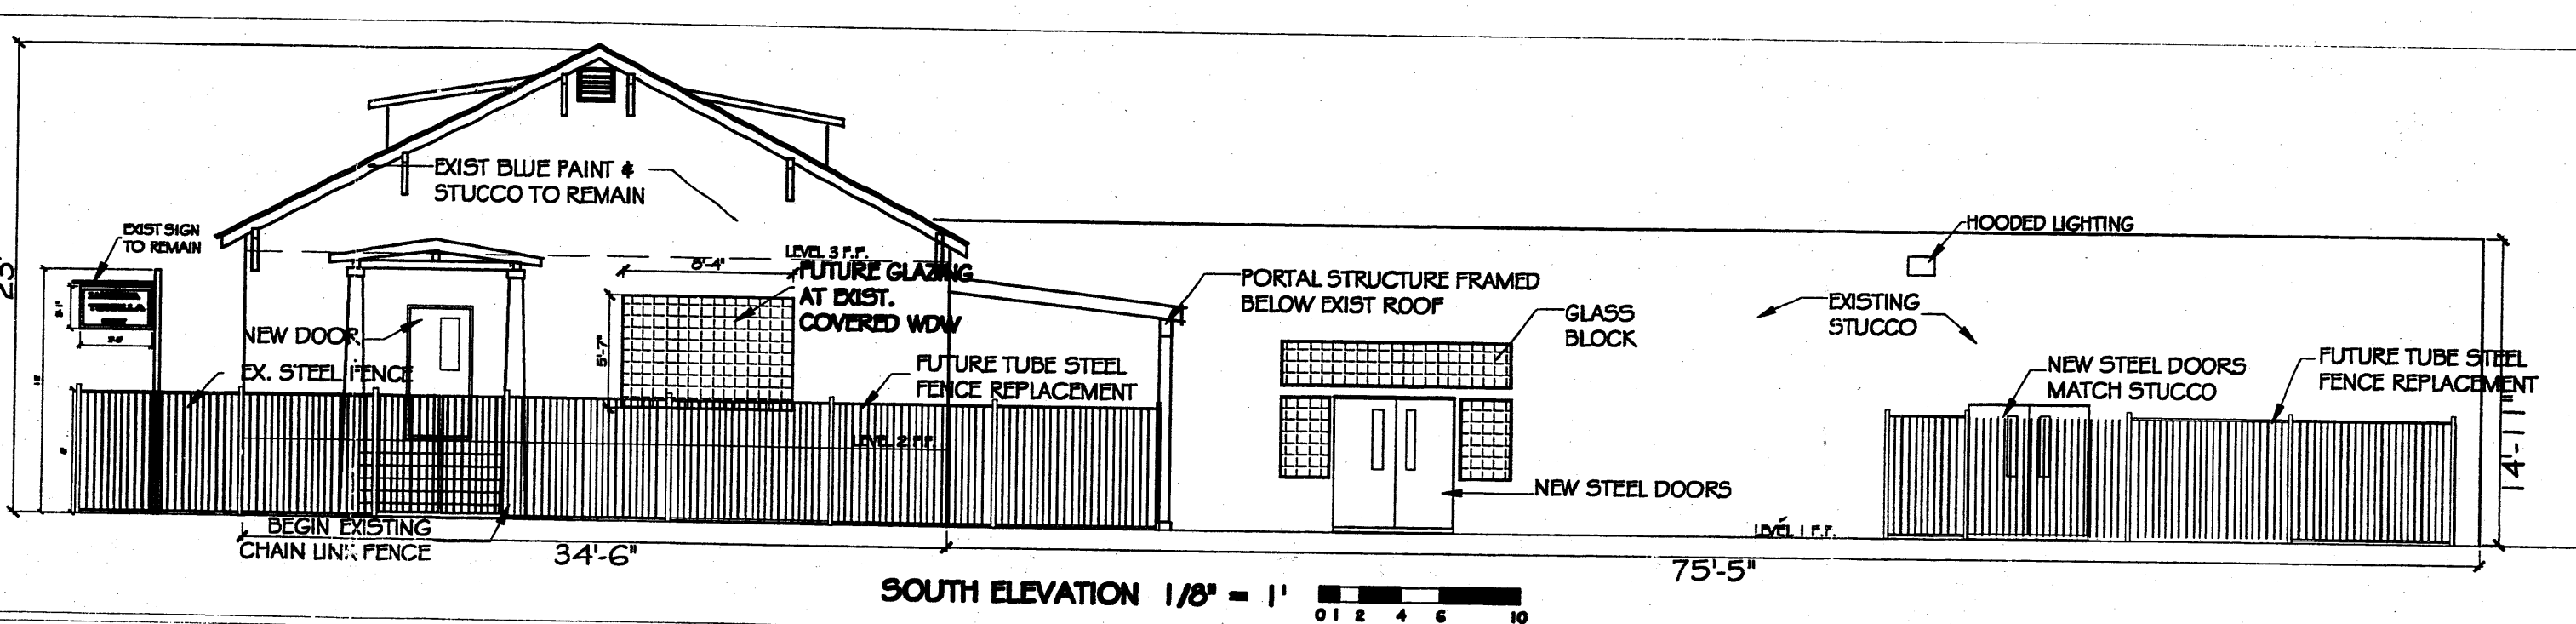 EXIST BLUE PAINT &
STUCCO TO REMAIN
EXIST SIGN
TO REMAIN
HOODED LIGHTING
LEVEL 3 F.F.
8'-4"
FUTURE GLAZING
AT EXIST.
COVERED WDW
PORTAL STRUCTURE FRAMED
BELOW EXIST ROOF
GLASS
BLOCK
EXISTING
STUCCO
25'
TORTILLA
2'-1"
NEW DOOR
5'-7"
EX. STEEL FENCE
FUTURE TUBE STEEL
FENCE REPLACEMENT
NEW STEEL DOORS
MATCH STUCCO
FUTURE TUBE STEEL
FENCE REPLACEMENT
LEVEL 2 F.F.
14'-
NEW STEEL DOORS
LEVEL 1 F.F.
BEGIN EXISTING
CHAIN LINK FENCE
34'-6"
75'-5"
SOUTH ELEVATION 1/8" = 1'
0 1 2 4 6 10